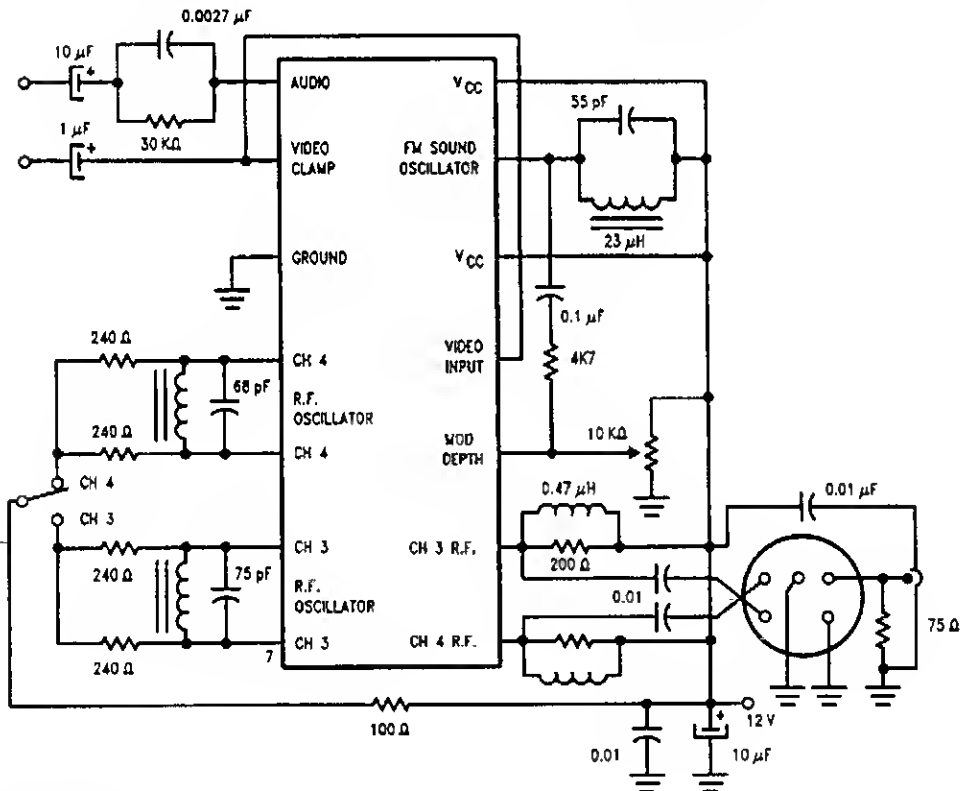 0.0027 µF
10 µF
+
30 KΩ
1 µF
+
AUDIO
VIDEO
CLAMP
GROUND
CH 4
R.F.
OSCILLATOR
CH 4
CH 3
R.F.
OSCILLATOR
CH 3
7
VCC
FM SOUND
OSCILLATOR
VCC
VIDEO
INPUT
MOD
DEPTH
CH 3 R.F.
CH 4 R.F.
55 pF
23 µH
0.1 µF
4K7
10 KΩ
240 Ω
68 pF
240 Ω
CH 4
CH 3
240 Ω
75 pF
240 Ω
0.47 µH
200 Ω
0.01
0.01 µF
75 Ω
100 Ω
0.01
+
10 µF
12 V